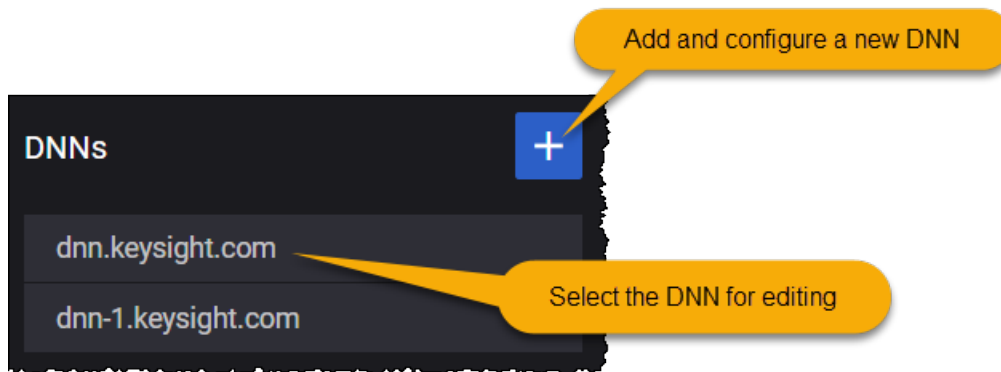 Add and configure a new DNN
DNNs
+
dnn.keysight.com
Select the DNN for editing
dnn-1.keysight.com